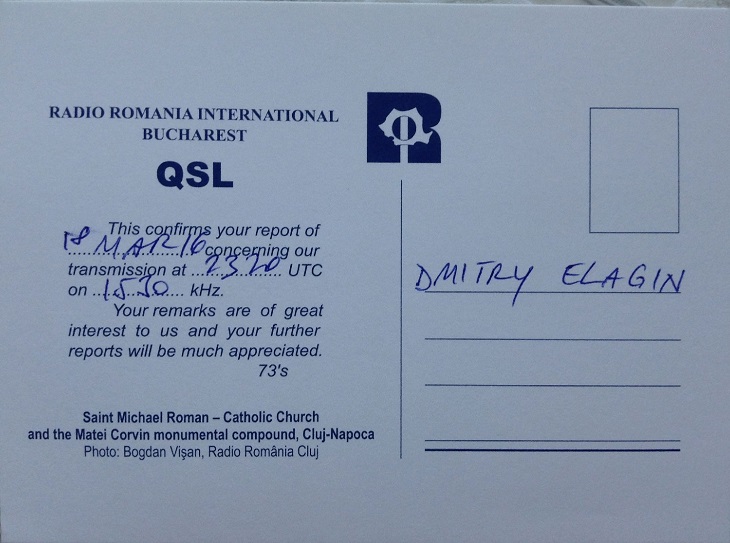 RADIO ROMANIA INTERNATIONAL
BUCHAREST
QSL
This confirms your report of
18 MAR 16 concerning our
transmission at ...2320... UTC
on ...1530... kHz.
Your remarks are of great
interest to us and your further
reports will be much appreciated.
73's
Saint Michael Roman – Catholic Church
and the Matei Corvin monumental compound, Cluj-Napoca
Photo: Bogdan Vişan, Radio România Cluj
R
DMITRY ELAGIN